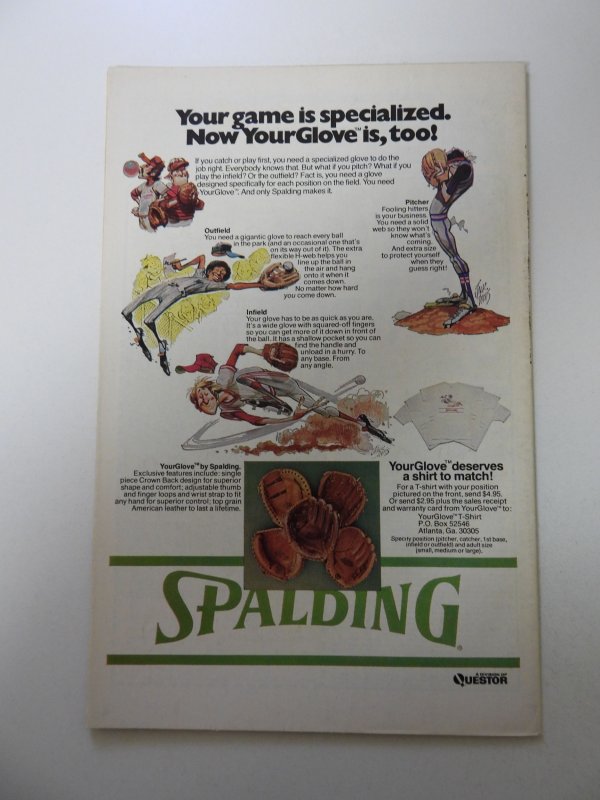 Your game is specialized.
Now YourGlove™ is, too!
If you catch or play first, you need a specialized glove to do the
job right. Everybody knows that. But what if you pitch? What if you
play the infield? Or the outfield? Fact is, you need a glove
designed specifically for each position on the field. You need
YourGlove™. And only Spalding makes it.
Pitcher
Fooling hitters
is your business.
You need a solid
web so they won't
know what's
coming.
And extra size
to protect yourself
when they
guess right!
Outfield
You need a gigantic glove to reach every ball
in the park (and an occasional one that's
on its way out of it). The extra
flexible H-web helps you
line up the ball in
the air and hang
onto it when it
comes down.
No matter how hard
you come down.
Infield
Your glove has to be as quick as you are.
It's a wide glove with squared-off fingers
so you can get more of it down in front of
the ball. It has a shallow pocket so you can
find the handle and
unload in a hurry. To
any base. From
any angle.
YourGlove™ by Spalding.
Exclusive features include: single
piece Crown Back design for superior
shape and comfort; adjustable thumb
and finger loops and wrist strap to fit
any hand for superior control; top grain
American leather to last a lifetime.
YourGlove™ deserves
a shirt to match!
For a T-shirt with your position
pictured on the front, send $4.95.
Or send $2.95 plus the sales receipt
and warranty card from YourGlove™ to:
YourGlove™ T-Shirt
P.O. Box 52546
Atlanta, Ga. 30305
Specify position (pitcher, catcher, 1st base,
infield or outfield) and adult size
(small, medium or large).
SPALDING®
A DIVISION OF
QUESTOR